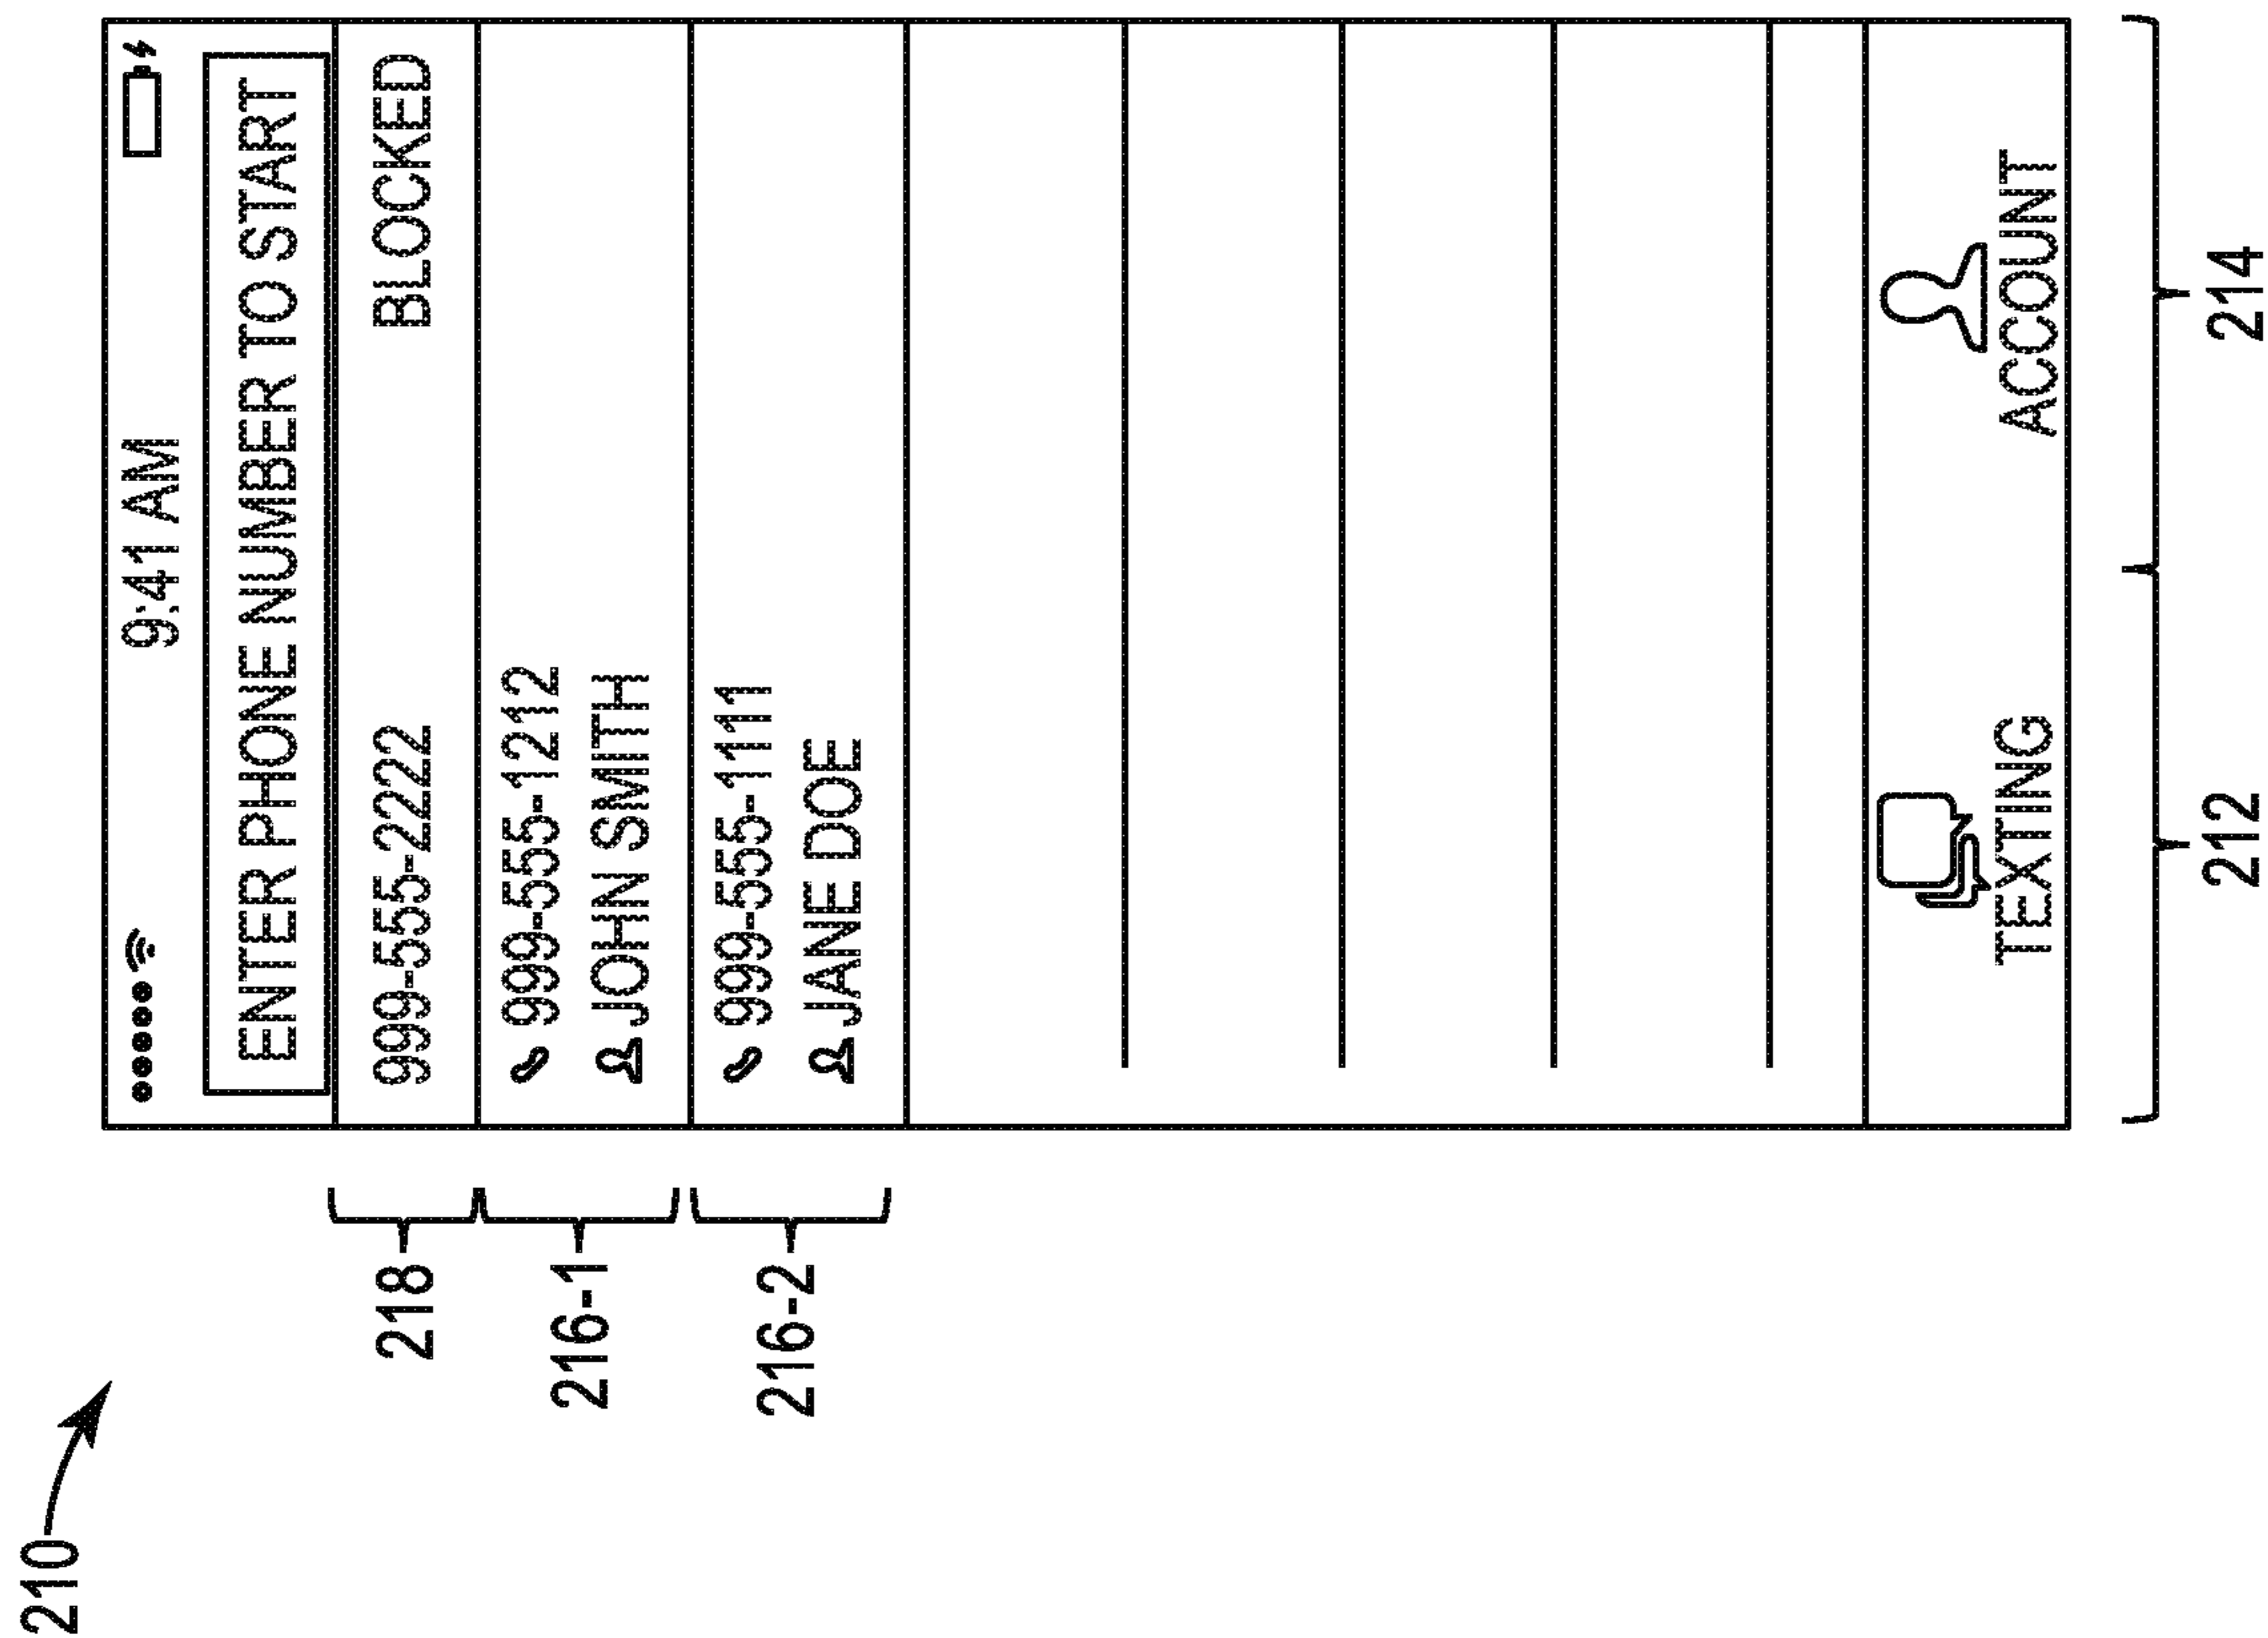 210
9:41 AM
ENTER PHONE NUMBER TO START
218
999-555-2222 BLOCKED
216-1
999-555-1212
JOHN SMITH
216-2
999-555-1111
JANE DOE
TEXTING ACCOUNT
212 214